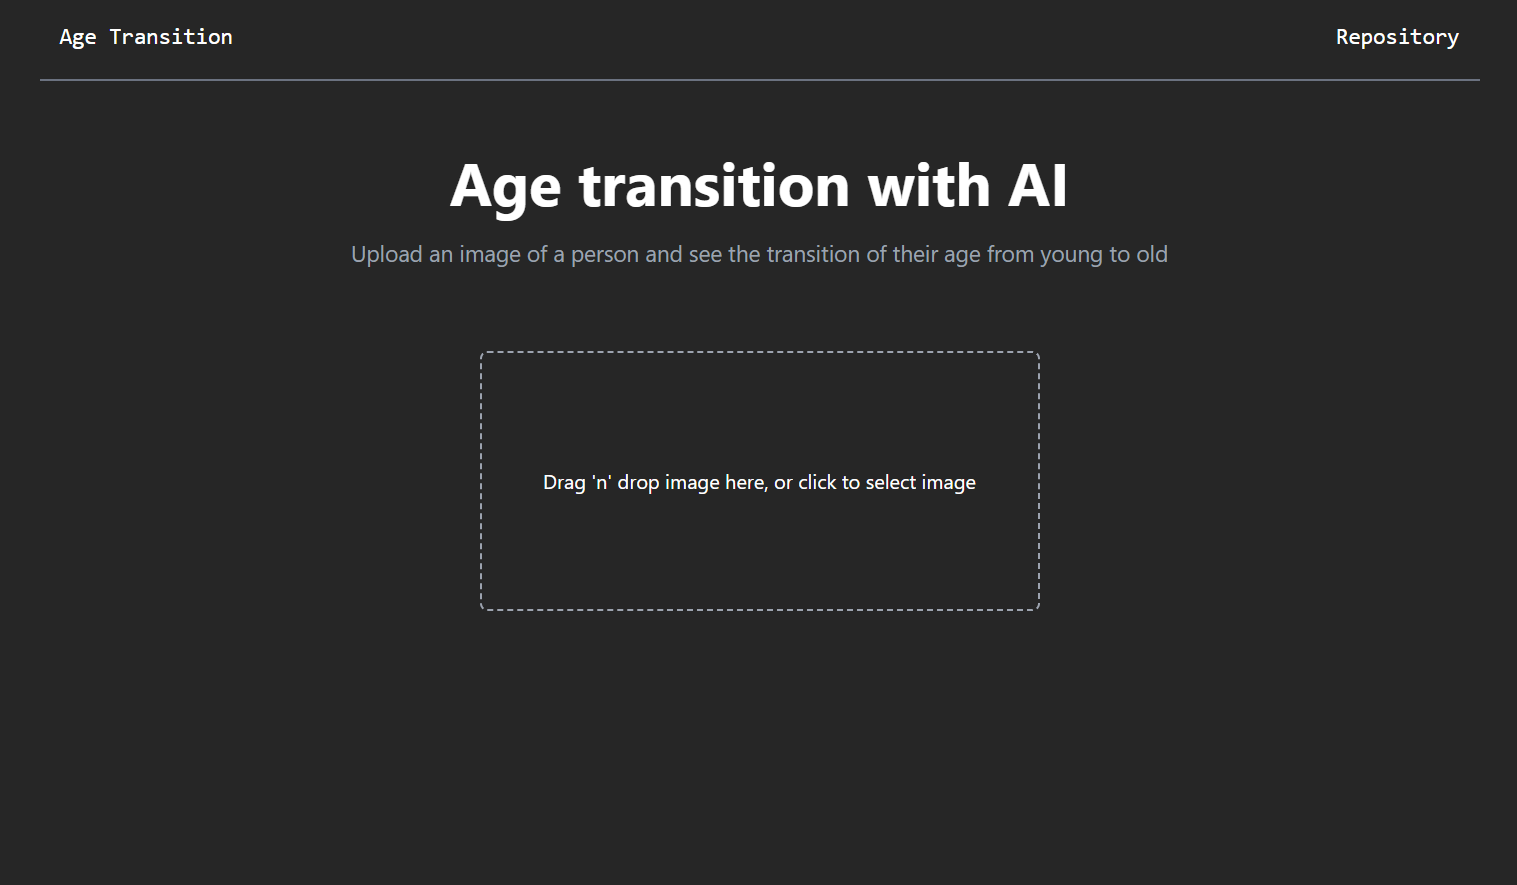 Age Transition
Repository
Age transition with AI
Upload an image of a person and see the transition of their age from young to old
Drag 'n' drop image here, or click to select image